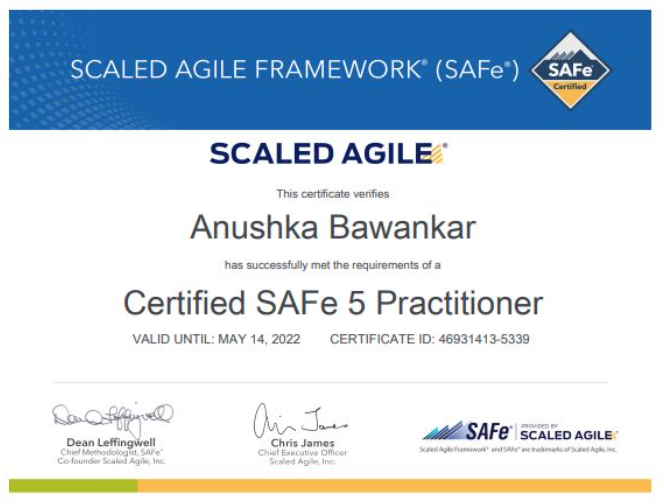 SCALED AGILE FRAMEWORK® (SAFe®)
SAFe®
Certified
SCALED AGILE®
This certificate verifies
Anushka Bawankar
has successfully met the requirements of a
Certified SAFe 5 Practitioner
VALID UNTIL: MAY 14, 2022 CERTIFICATE ID: 46931413-5339
Dean Leffingwell
Dean Leffingwell
Chief Methodologist, SAFe®
Co-founder Scaled Agile, Inc.
Chris James
Chris James
Chief Executive Officer
Scaled Agile, Inc.
SAFe® PROVIDED BY
SCALED AGILE®
Scaled Agile Framework® and SAFe® are trademarks of Scaled Agile, Inc.